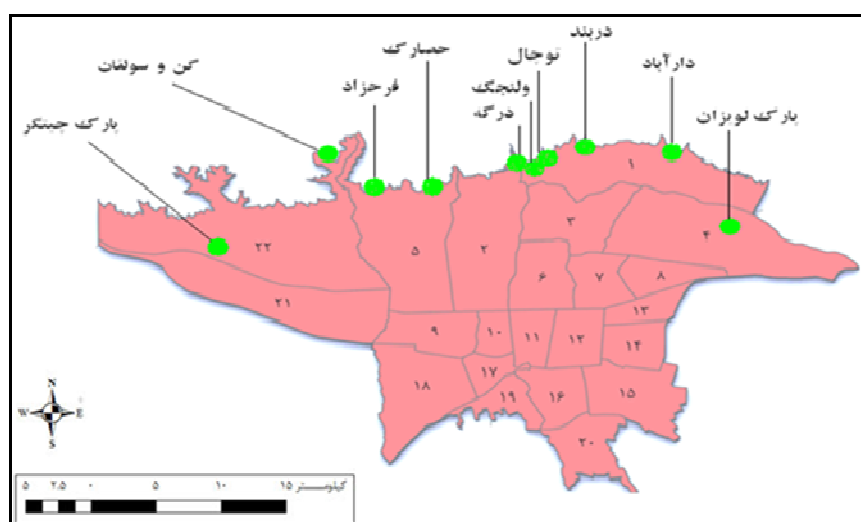 دربند
توچال
حصارک
ولنجک
دارآباد
کن و سولقان
فرحزاد
درکه
پارک لویزان
پارک چیتگر
۱
۳
۴
۲
۵
۲۲
۶
۷
۸
۲۱
۱۳
۹
۱۰
۱۱
۱۲
۱۴
۱۷
۱۸
۱۹
۱۶
۱۵
۲۰
N
W E
S
۵ ۲.۵ ۰ ۵ ۱۰ ۱۵ کیلومتر